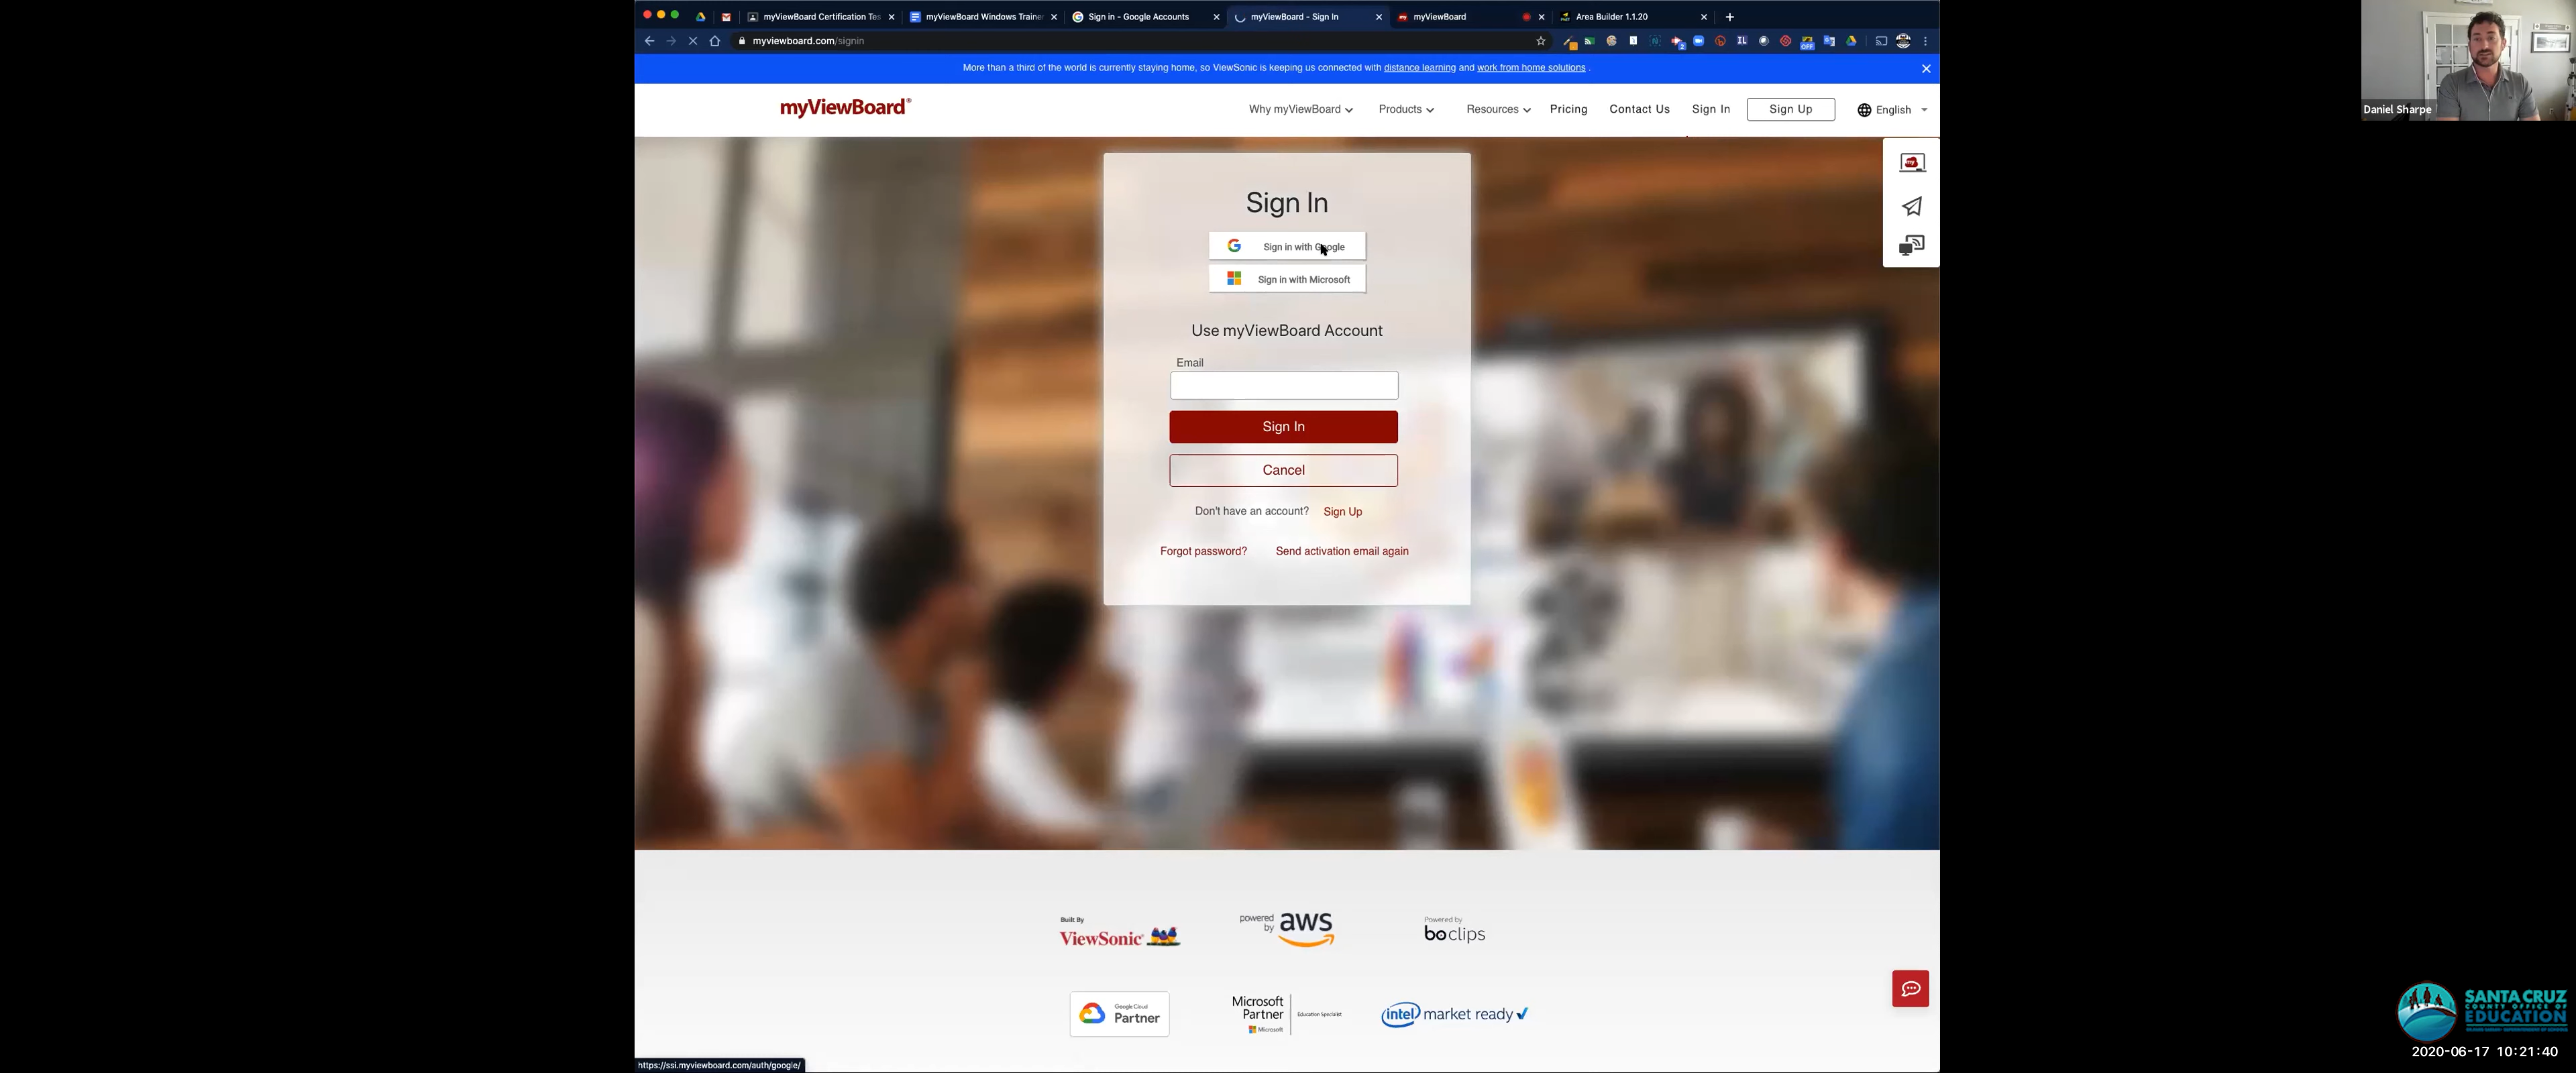 myViewBoard Certification Tes
myViewBoard Windows Trainer
Sign in - Google Accounts
myViewBoard - Sign In
myViewBoard
Area Builder 1.1.20
myviewboard.com/signin
More than a third of the world is currently staying home, so ViewSonic is keeping us connected with distance learning and work from home solutions .
myViewBoard®
Why myViewBoard
Products
Resources
Pricing
Contact Us
Sign In
Sign Up
English
Daniel Sharpe
Sign In
Sign in with Google
Sign in with Microsoft
Use myViewBoard Account
Email
Sign In
Cancel
Don't have an account? Sign Up
Forgot password? Send activation email again
Built By
ViewSonic
powered by aws
Powered by
boclips
Google Cloud
Partner
Microsoft
Partner
Microsoft
Education Specialist
intel market ready
SANTA CRUZ
COUNTY OFFICE OF
EDUCATION
2020-06-17 10:21:40
https://ssi.myviewboard.com/auth/google/